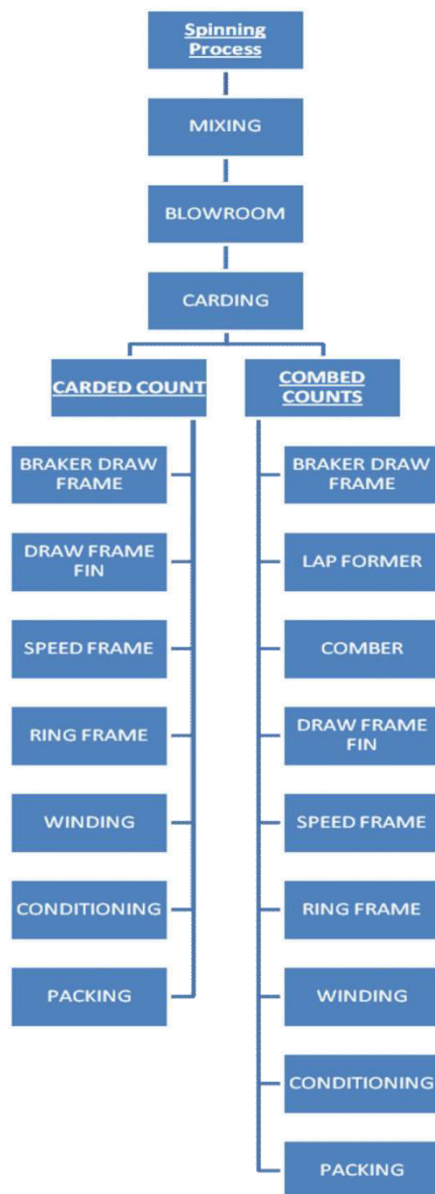 Spinning
Process
MIXING
BLOWROOM
CARDING
CARDED COUNT
BRAKER DRAW
FRAME
DRAW FRAME
FIN
SPEED FRAME
RING FRAME
WINDING
CONDITIONING
PACKING
COMBED
COUNTS
BRAKER DRAW
FRAME
LAP FORMER
COMBER
DRAW FRAME
FIN
SPEED FRAME
RING FRAME
WINDING
CONDITIONING
PACKING